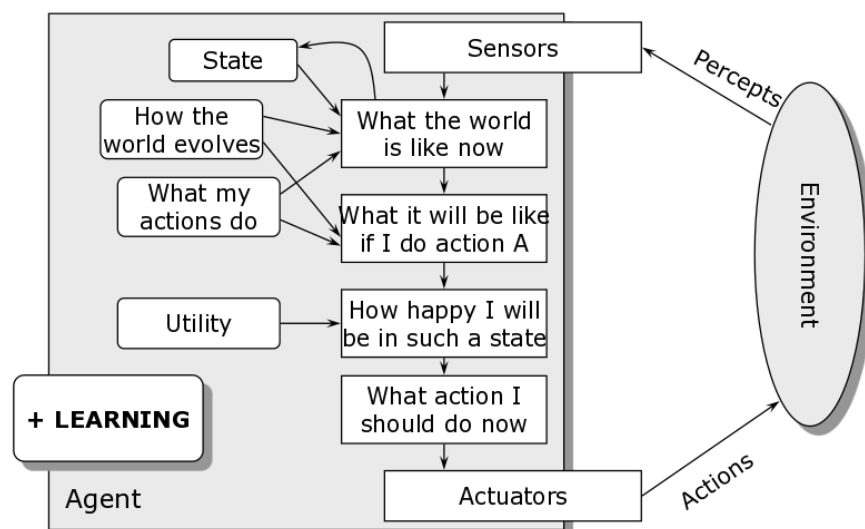 Sensors
State
Percepts
How the
world evolves
What the world
is like now
What my
actions do
What it will be like
if I do action A
Environment
Utility
How happy I will
be in such a state
+ LEARNING
What action I
should do now
Agent
Actuators
Actions